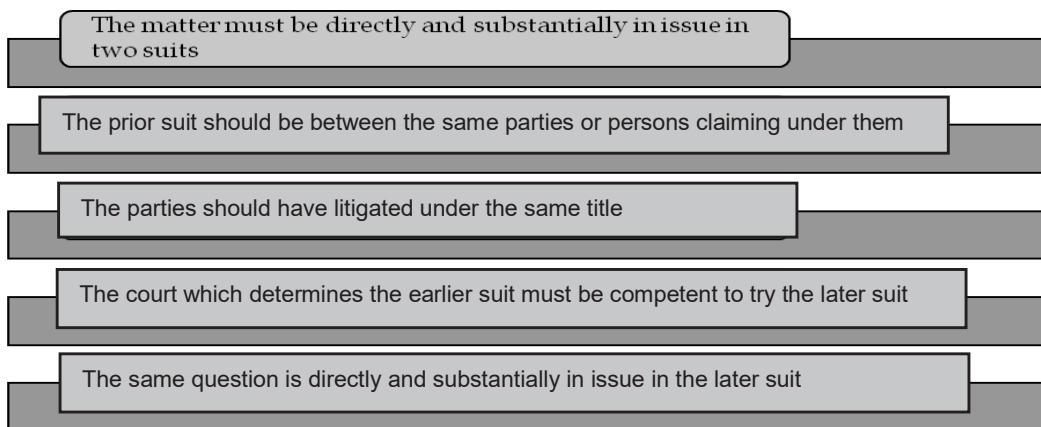 The matter must be directly and substantially in issue in
two suits
The prior suit should be between the same parties or persons claiming under them
The parties should have litigated under the same title
The court which determines the earlier suit must be competent to try the later suit
The same question is directly and substantially in issue in the later suit